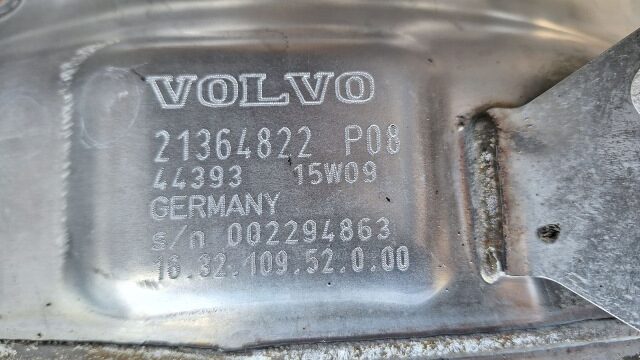 VOLVO
21364822 P08
44393 15W09
GERMANY
s/n 002294863
16.32.109.52.0.00